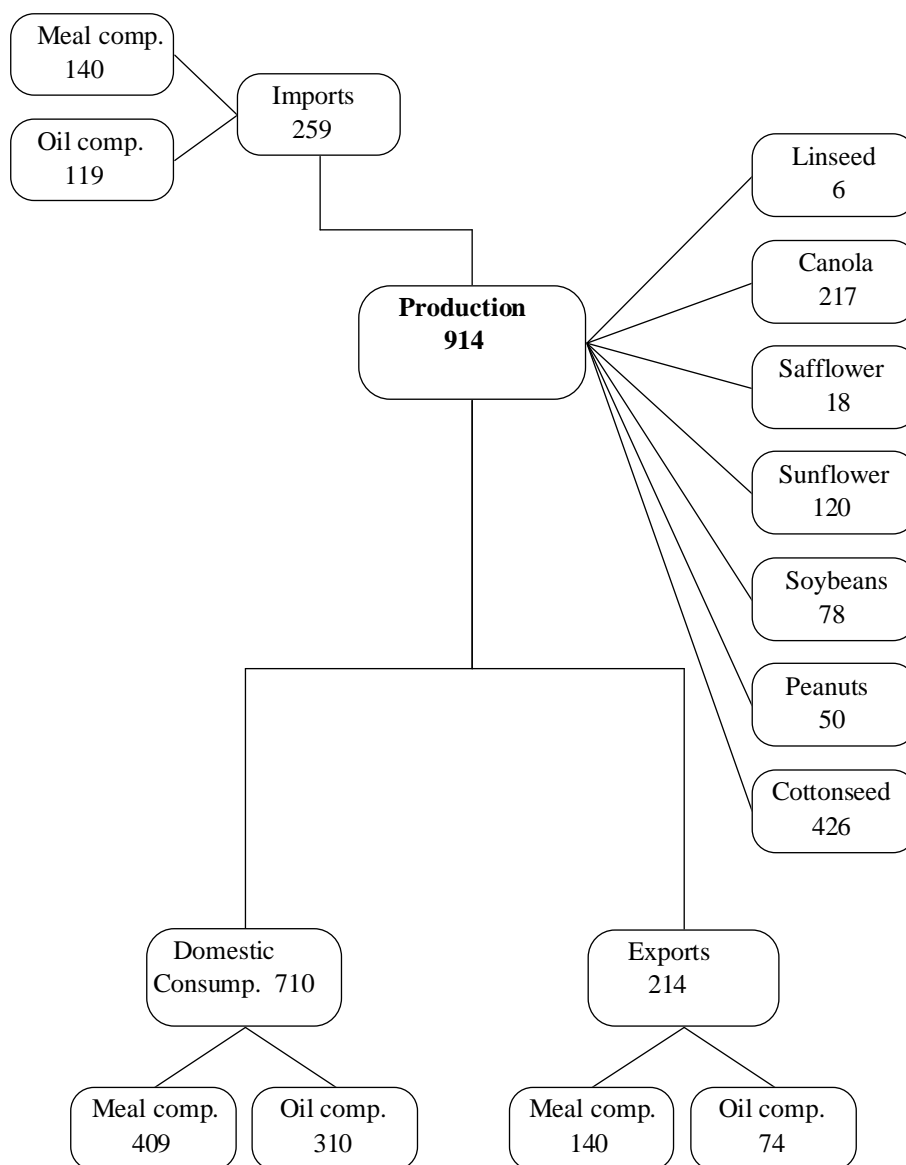 Meal comp.
140
Oil comp.
119
Imports
259
Production
914
Linseed
6
Canola
217
Safflower
18
Sunflower
120
Soybeans
78
Peanuts
50
Cottonseed
426
Domestic
Consump. 710
Meal comp.
409
Oil comp.
310
Exports
214
Meal comp.
140
Oil comp.
74